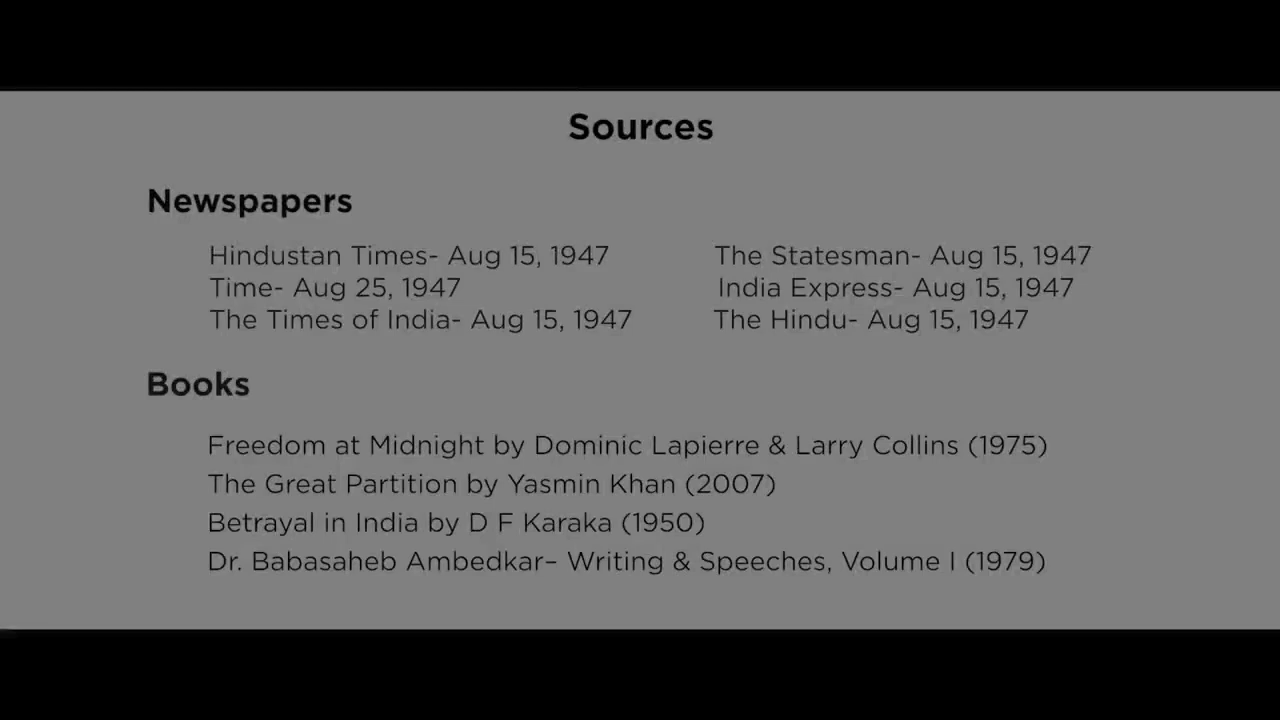 Sources
Newspapers
Hindustan Times- Aug 15, 1947
Time- Aug 25, 1947
The Times of India- Aug 15, 1947
The Statesman- Aug 15, 1947
India Express- Aug 15, 1947
The Hindu- Aug 15, 1947
Books
Freedom at Midnight by Dominic Lapierre & Larry Collins (1975)
The Great Partition by Yasmin Khan (2007)
Betrayal in India by D F Karaka (1950)
Dr. Babasaheb Ambedkar– Writing & Speeches, Volume I (1979)